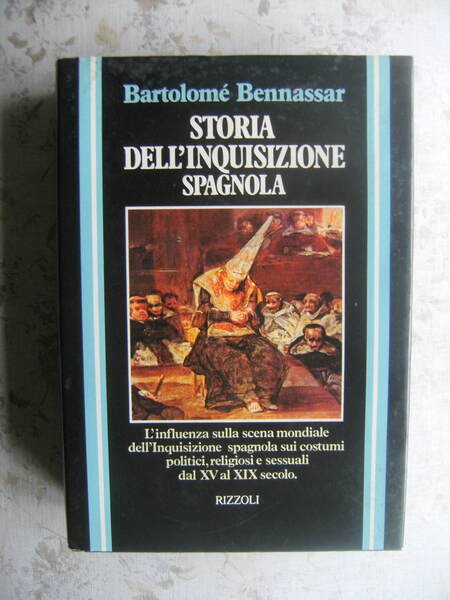 Bartolomé Bennassar
STORIA
DELL'INQUISIZIONE
SPAGNOLA
L'influenza sulla scena mondiale
dell'Inquisizione spagnola sui costumi
politici, religiosi e sessuali
dal XV al XIX secolo.
RIZZOLI